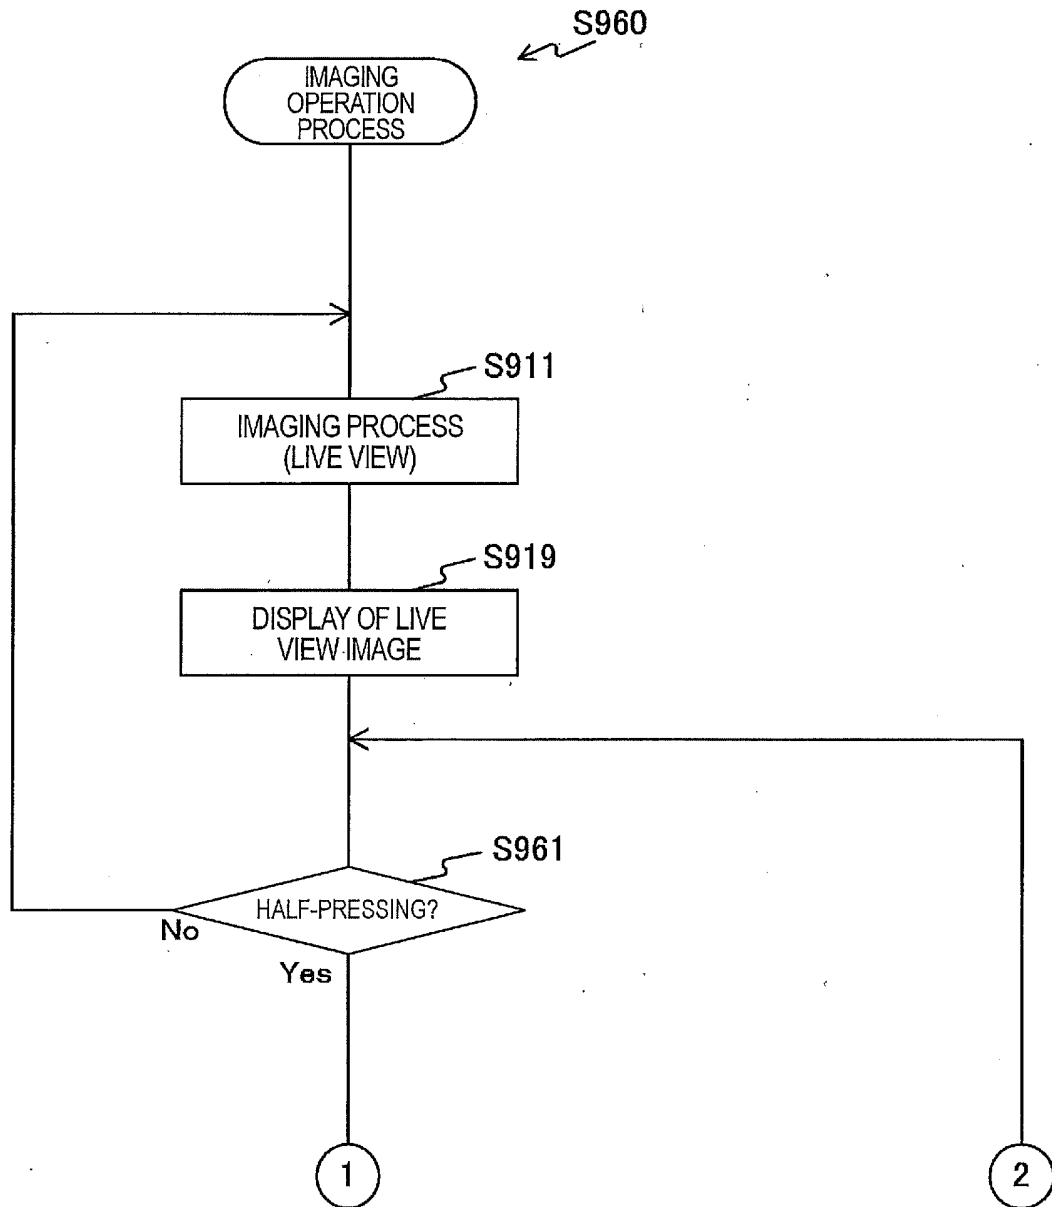 S960
IMAGING
OPERATION
PROCESS
S911
IMAGING PROCESS
(LIVE VIEW)
S919
DISPLAY OF LIVE
VIEW IMAGE
S961
HALF-PRESSING?
No
Yes
1
2